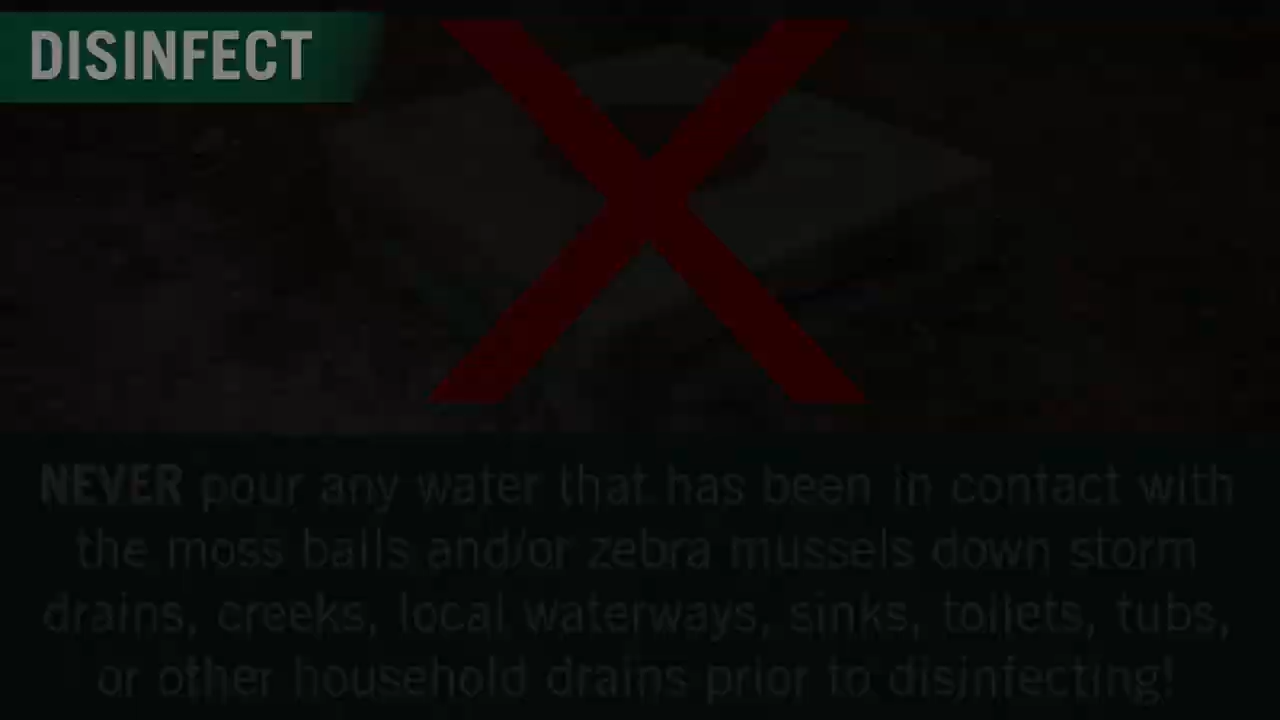 DISINFECT
NEVER pour any water that has been in contact with
the moss balls and/or zebra mussels down storm
drains, creeks, local waterways, sinks, toilets, tubs,
or other household drains prior to disinfecting!